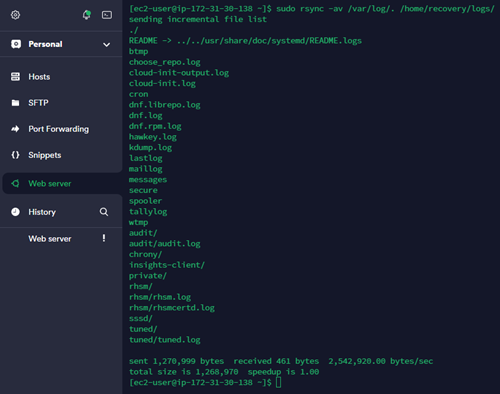 Personal
Hosts
SFTP
Port Forwarding
Snippets
Web server
History
Web server
[ec2-user@ip-172-31-30-138 ~]$ sudo rsync -av /var/log/. /home/recovery/logs/
sending incremental file list
./
README -> ../../usr/share/doc/systemd/README.logs
btmp
choose_repo.log
cloud-init-output.log
cloud-init.log
cron
dnf.librepo.log
dnf.log
dnf.rpm.log
hawkey.log
kdump.log
lastlog
maillog
messages
secure
spooler
tallylog
wtmp
audit/
audit/audit.log
chrony/
insights-client/
private/
rhsm/
rhsm/rhsm.log
rhsm/rhsmcertd.log
sssd/
tuned/
tuned/tuned.log
sent 1,270,999 bytes  received 461 bytes  2,542,920.00 bytes/sec
total size is 1,268,970  speedup is 1.00
[ec2-user@ip-172-31-30-138 ~]$